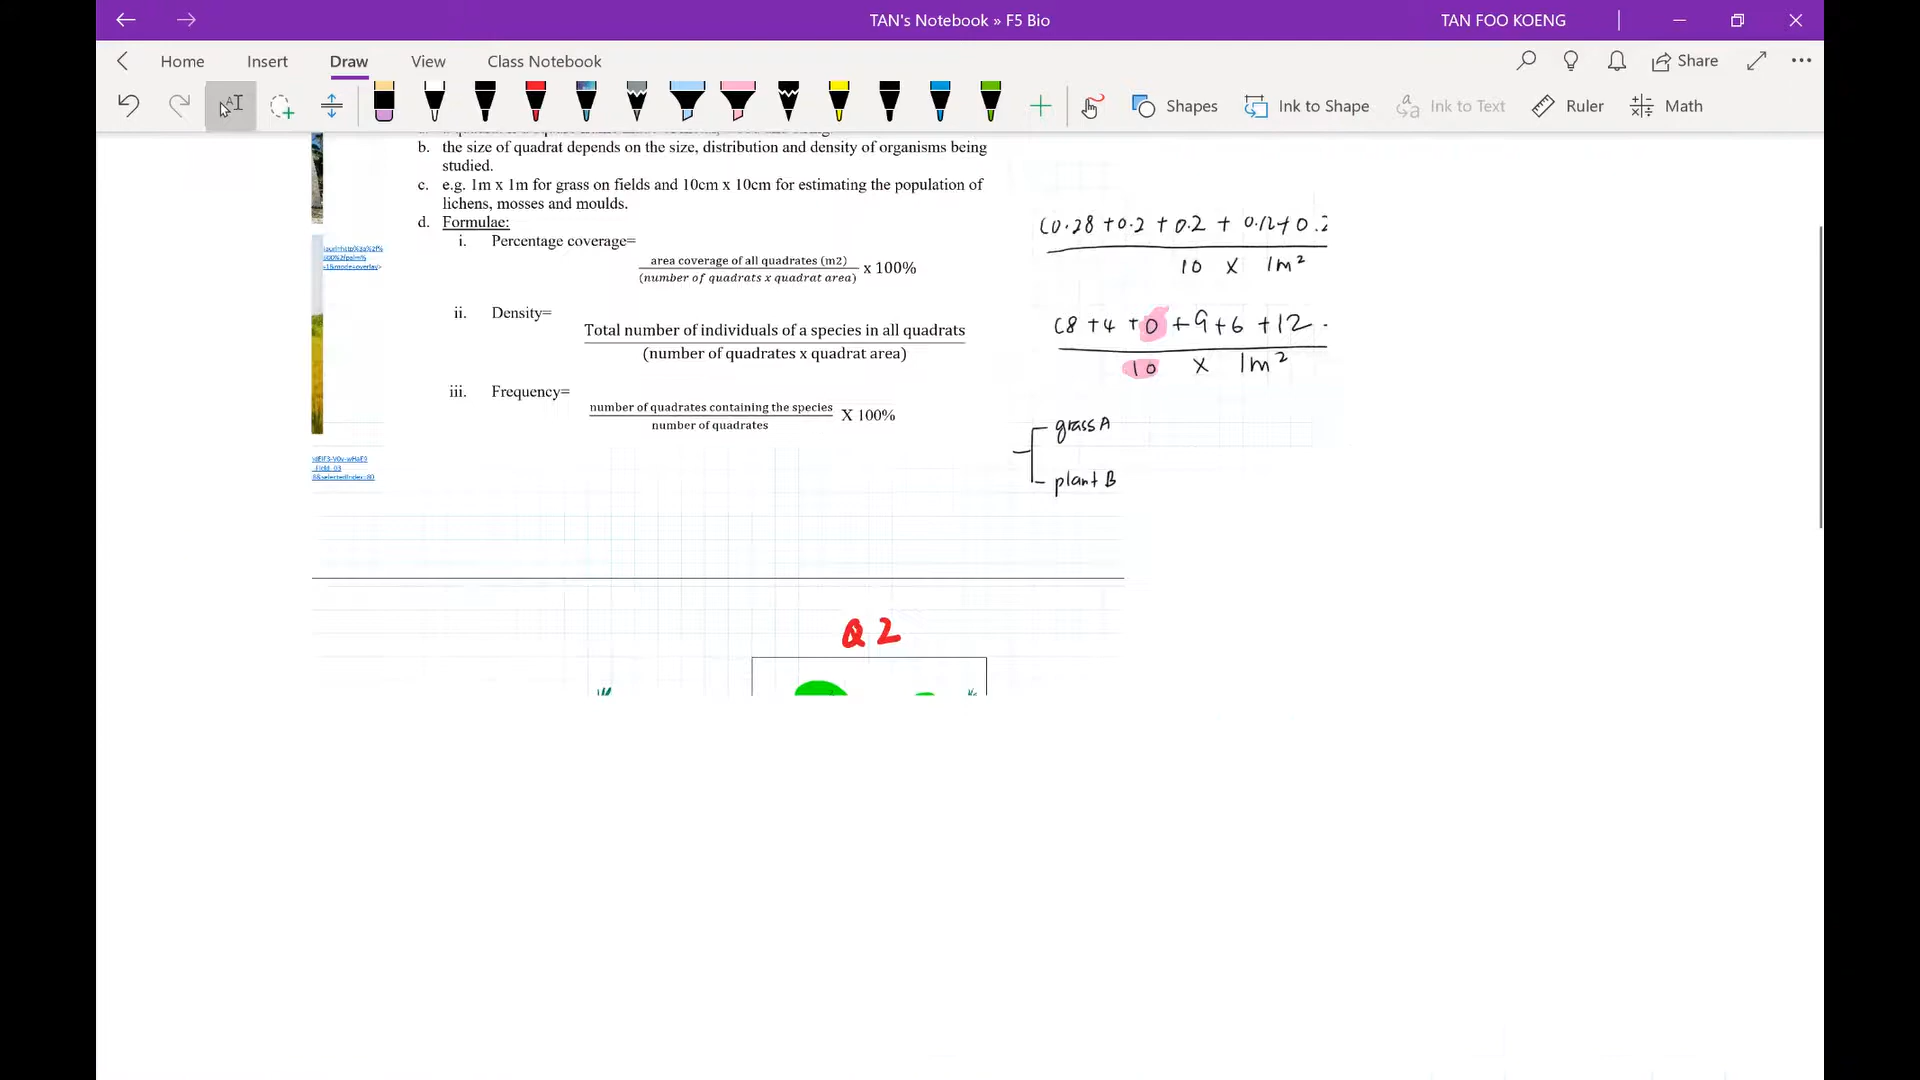 TAN's Notebook » F5 Bio
TAN FOO KOENG
Home Insert Draw View Class Notebook
Share
Shapes Ink to Shape Ink to Text Ruler Math
b. the size of quadrat depends on the size, distribution and density of organisms being
studied.
c. e.g. 1m x 1m for grass on fields and 10cm x 10cm for estimating the population of
lichens, mosses and moulds.
d. Formulae:
i. Percentage coverage=
area coverage of all quadrates (m2)
(number of quadrats x quadrat area)
x 100%
ii. Density=
Total number of individuals of a species in all quadrats
(number of quadrates x quadrat area)
iii. Frequency=
number of quadrates containing the species
number of quadrates
X 100%
(0.28 + 0.2 + 0.2 + 0.12 + 0.2
10 x 1m²
(8 + 4 + 0 + 9 + 6 + 12
10 x 1m²
grass A
plant B
Q 2